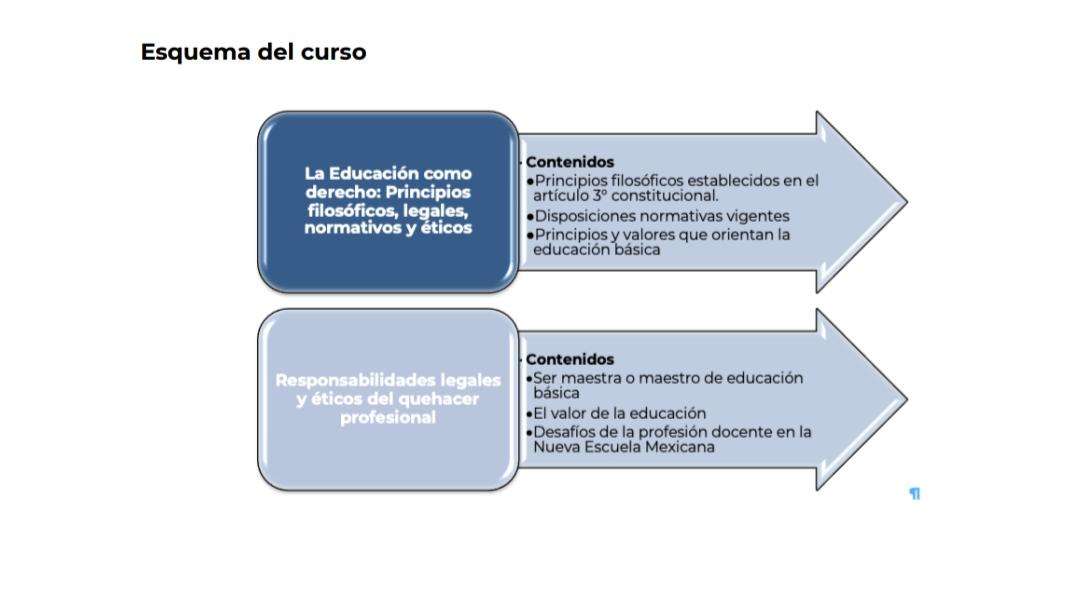 Esquema del curso
La Educación como
derecho: Principios
filosóficos, legales,
normativos y éticos
Contenidos
•Principios filosóficos establecidos en el
artículo 3º constitucional.
•Disposiciones normativas vigentes
•Principios y valores que orientan la
educación básica
Responsabilidades legales
y éticos del quehacer
profesional
Contenidos
•Ser maestra o maestro de educación
básica
•El valor de la educación
•Desafíos de la profesión docente en la
Nueva Escuela Mexicana
¶